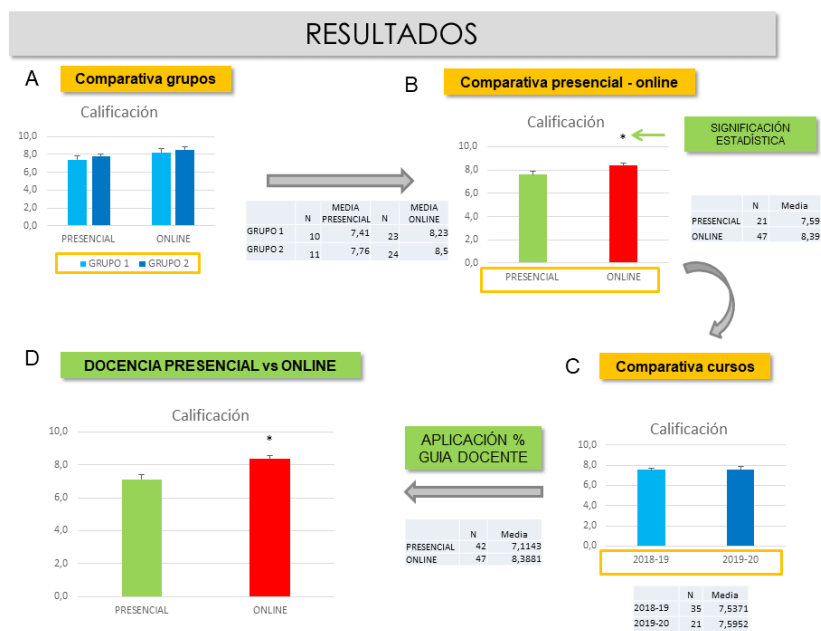 RESULTADOS
A
Comparativa grupos
Calificación
10,0
8,0
6,0
4,0
2,0
0,0
PRESENCIAL ONLINE
GRUPO 1 GRUPO 2
N MEDIA PRESENCIAL N MEDIA ONLINE
GRUPO 1 10 7,41 23 8,23
GRUPO 2 11 7,76 24 8,5
B
Comparativa presencial - online
Calificación
*
SIGNIFICACIÓN
ESTADÍSTICA
10,0
8,0
6,0
4,0
2,0
0,0
PRESENCIAL ONLINE
N Media
PRESENCIAL 21 7,59
ONLINE 47 8,39
C
Comparativa cursos
Calificación
10,0
8,0
6,0
4,0
2,0
0,0
2018-19 2019-20
N Media
2018-19 35 7,5371
2019-20 21 7,5952
APLICACIÓN %
GUIA DOCENTE
N Media
PRESENCIAL 42 7,1143
ONLINE 47 8,3881
D
DOCENCIA PRESENCIAL vs ONLINE
Calificación
*
10,0
8,0
6,0
4,0
2,0
0,0
PRESENCIAL ONLINE